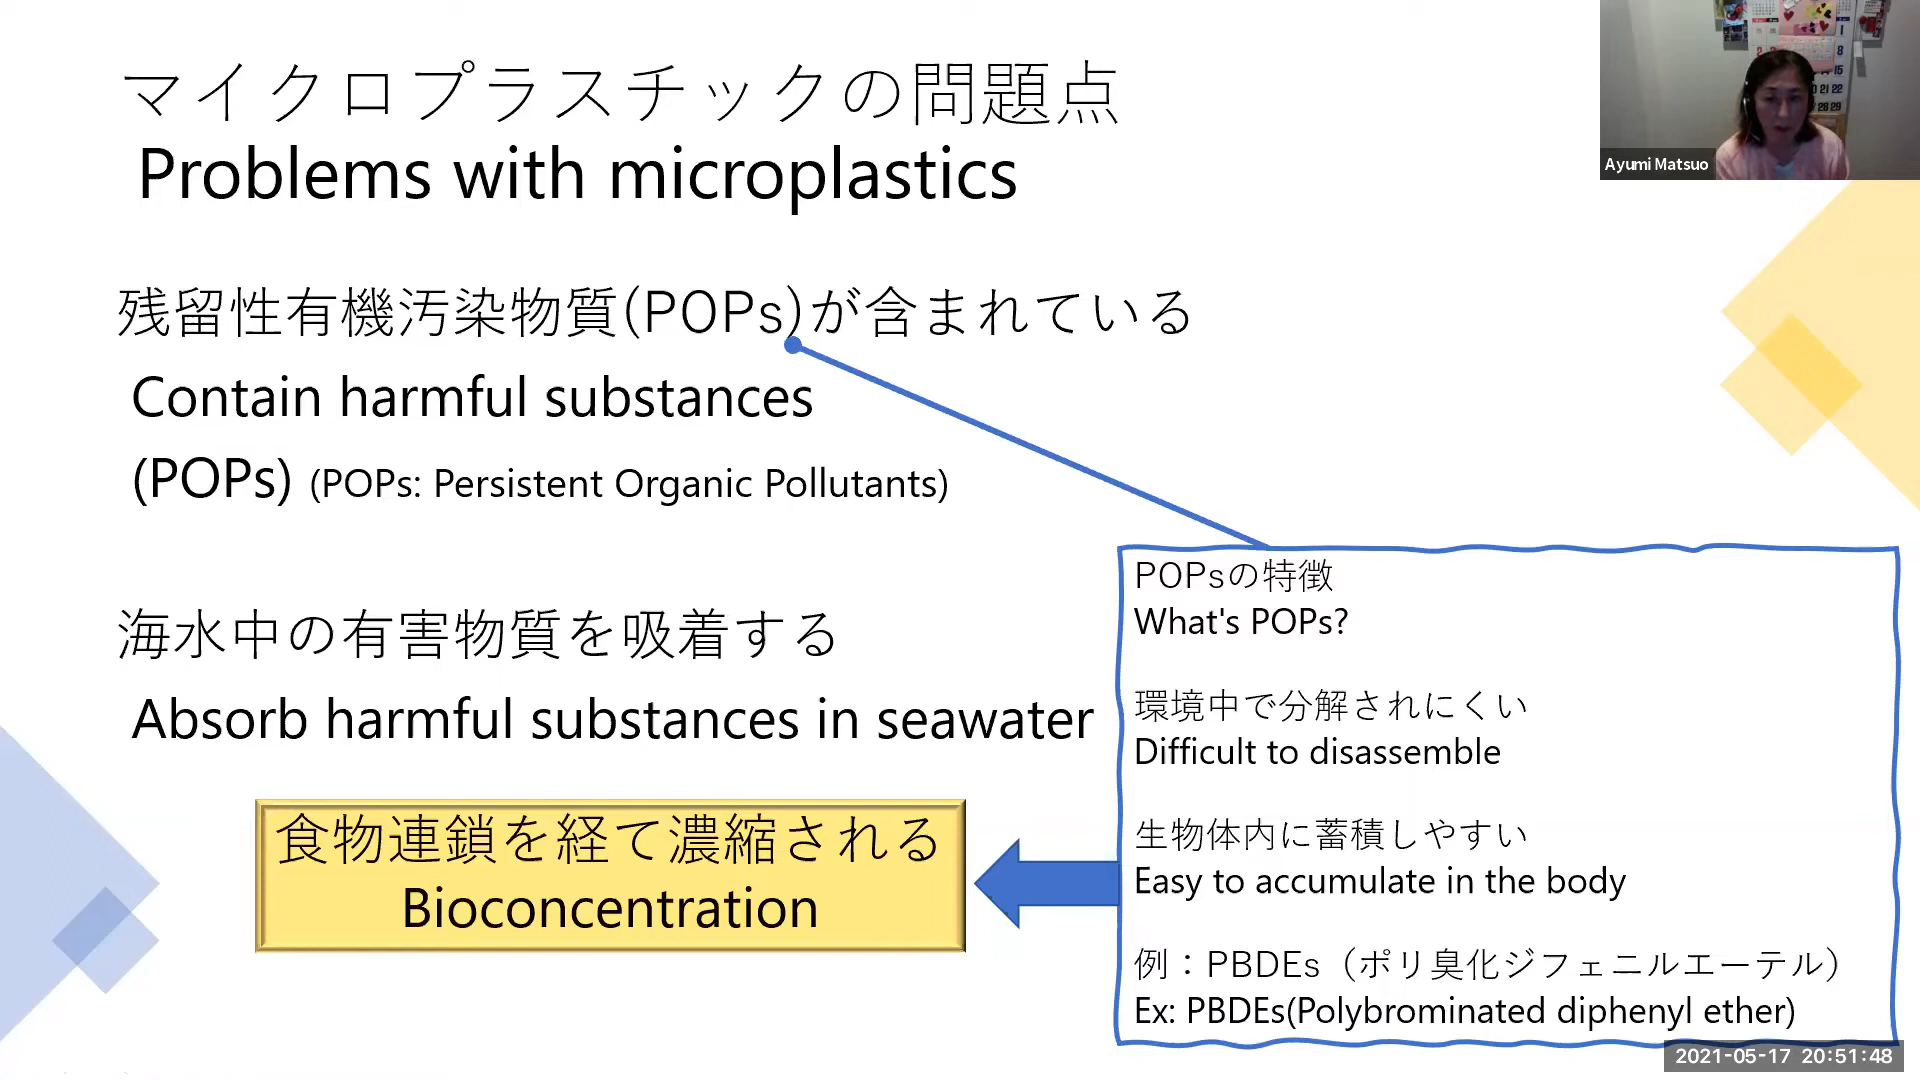 マイクロプラスチックの問題点
Problems with microplastics
残留性有機汚染物質(POPs)が含まれている
Contain harmful substances
(POPs) (POPs: Persistent Organic Pollutants)
海水中の有害物質を吸着する
Absorb harmful substances in seawater
食物連鎖を経て濃縮される
Bioconcentration
POPsの特徴
What's POPs?
環境中で分解されにくい
Difficult to disassemble
生物体内に蓄積しやすい
Easy to accumulate in the body
例：PBDEs（ポリ臭化ジフェニルエーテル）
Ex: PBDEs(Polybrominated diphenyl ether)
Ayumi Matsuo
2021-05-17 20:51:48